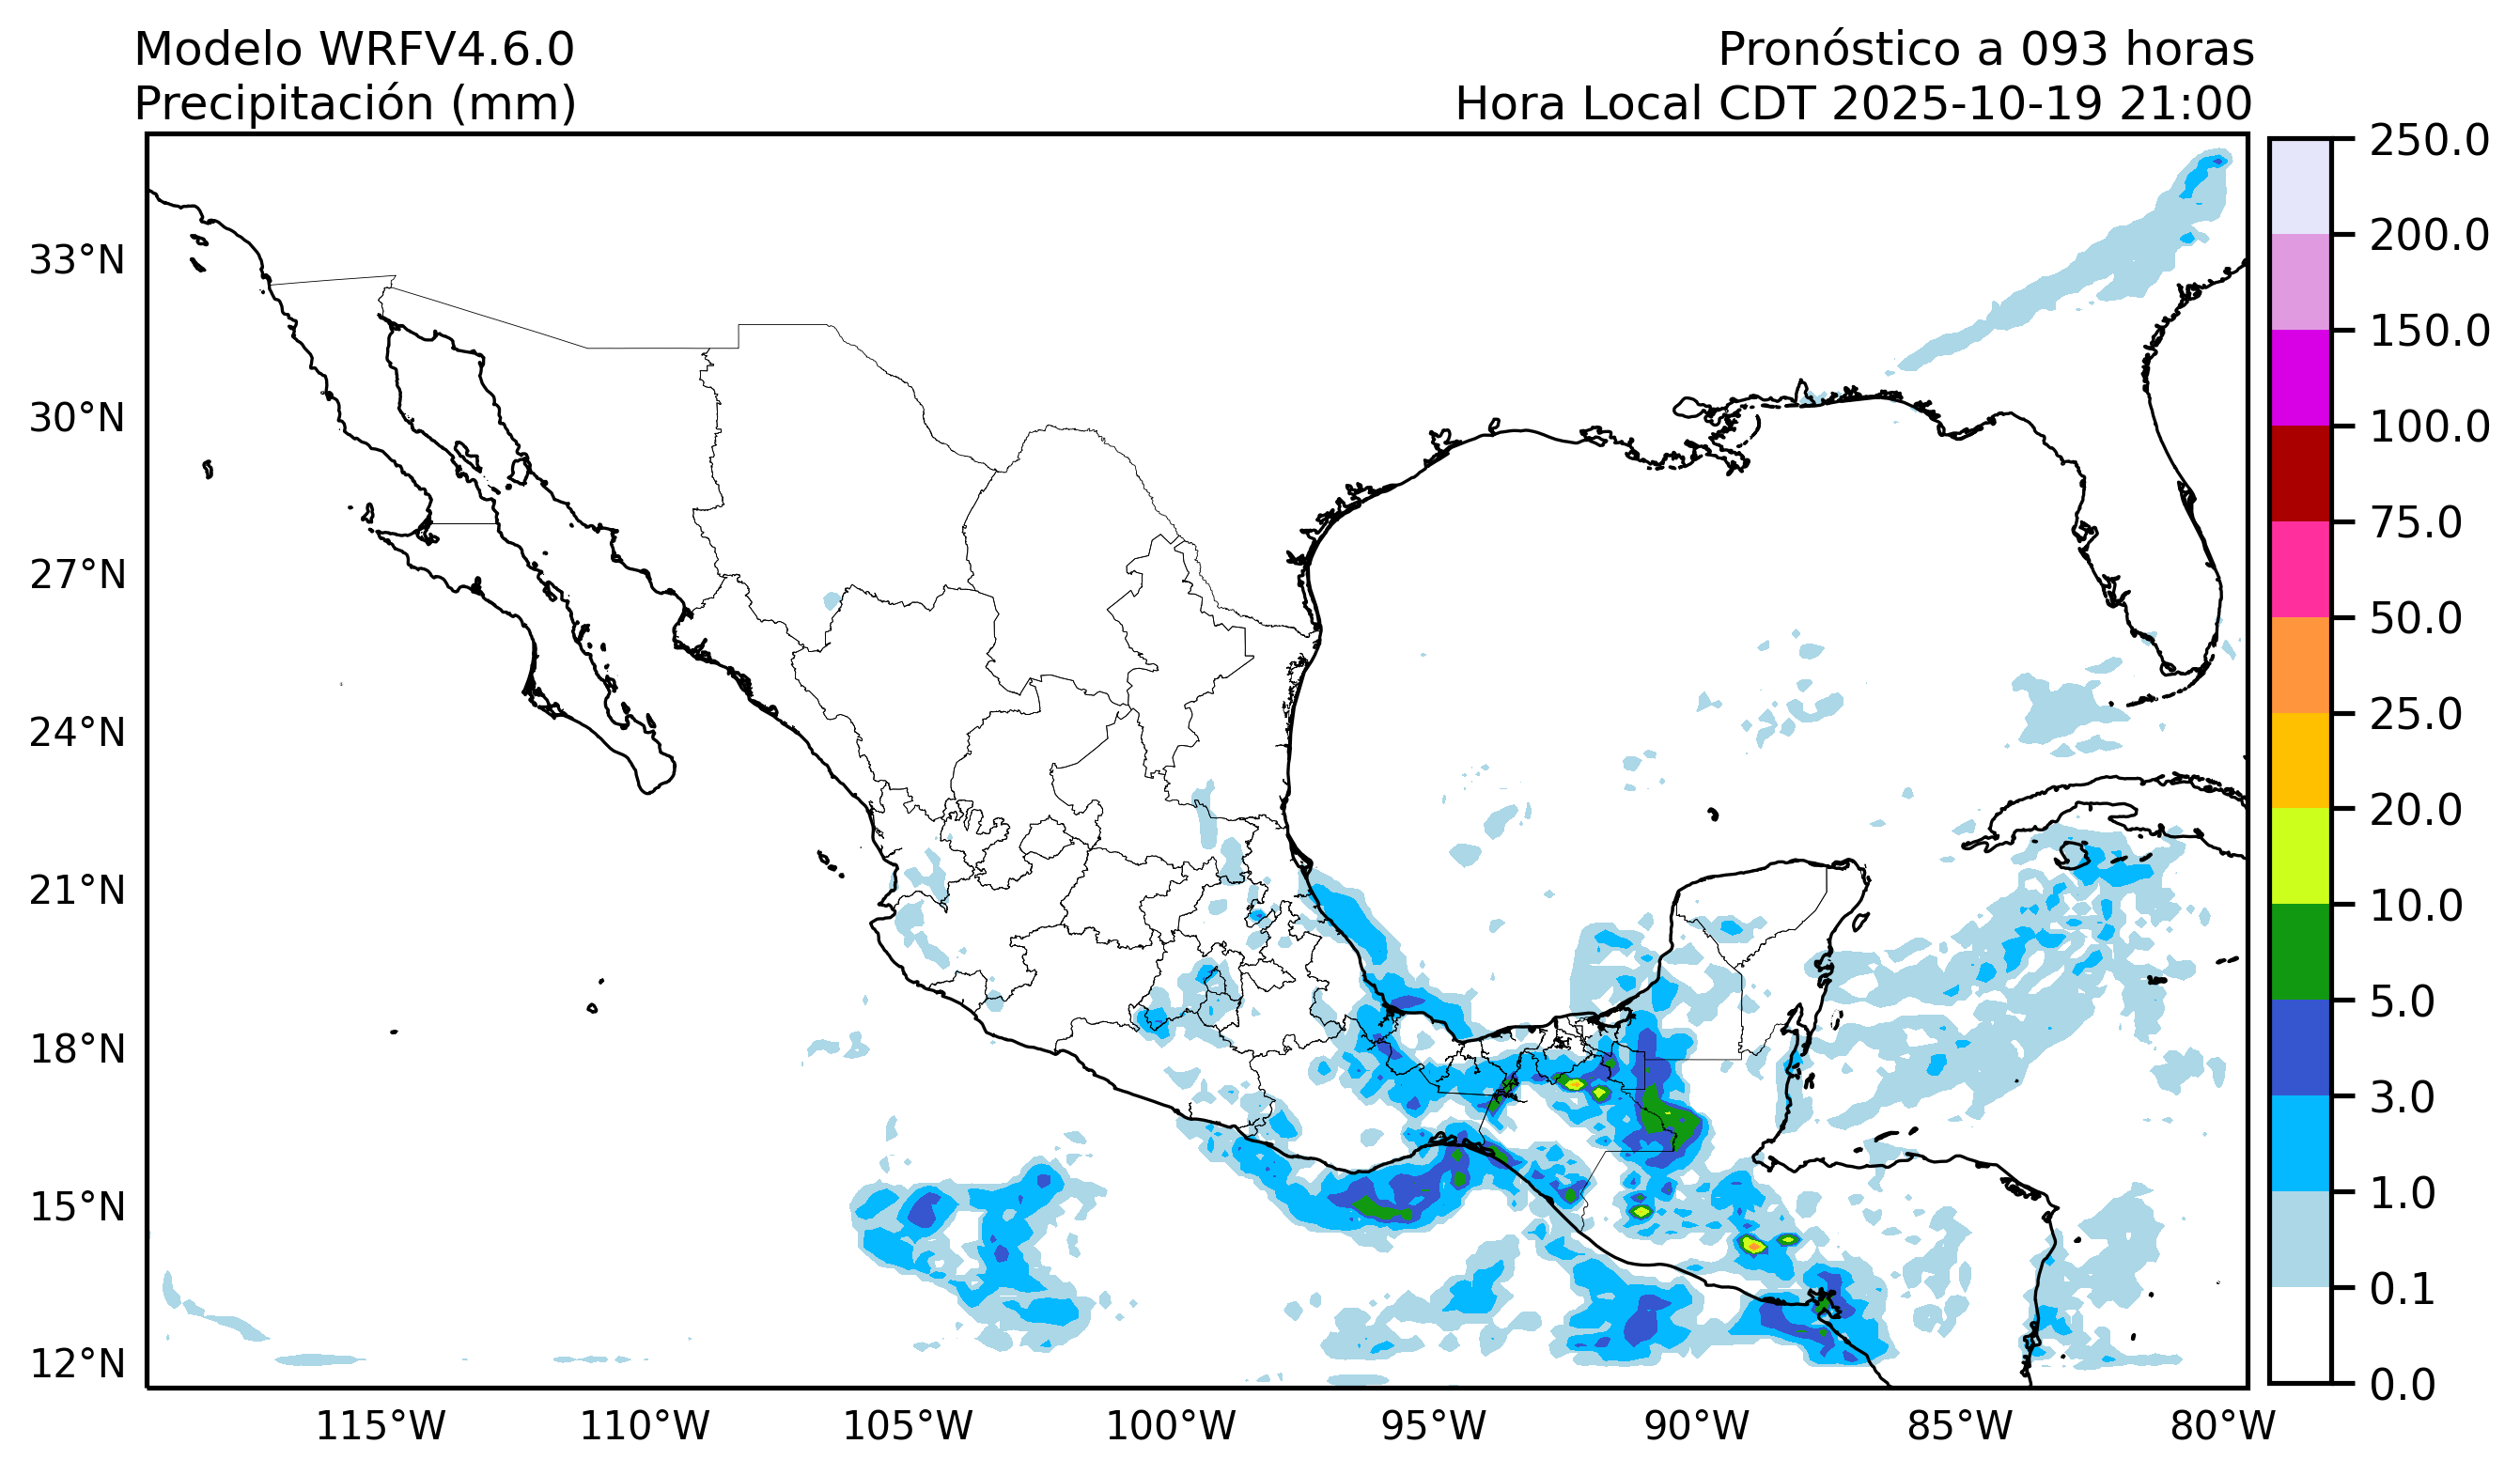 Modelo WRFV4.6.0
Precipitación (mm)
Pronóstico a 093 horas
Hora Local CDT 2025-10-19 21:00
33°N
30°N
27°N
24°N
21°N
18°N
15°N
12°N
115°W
110°W
105°W
100°W
95°W
90°W
85°W
80°W
250.0
200.0
150.0
100.0
75.0
50.0
25.0
20.0
10.0
5.0
3.0
1.0
0.1
0.0